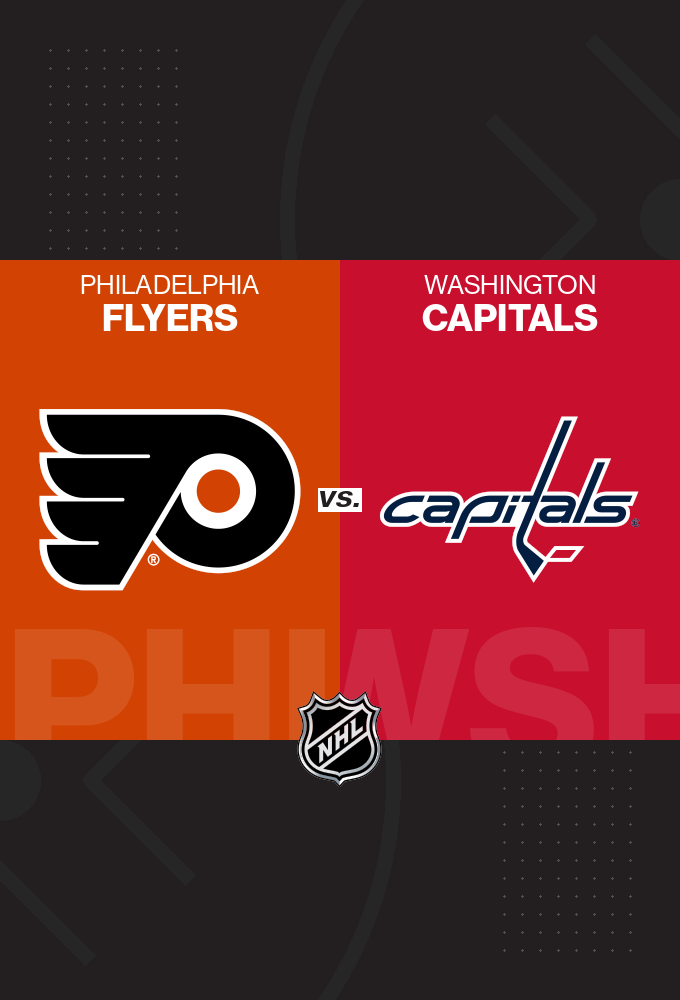 PHILADELPHIA
FLYERS
WASHINGTON
CAPITALS
®
vs.
capitals
PHI
WSH
NHL